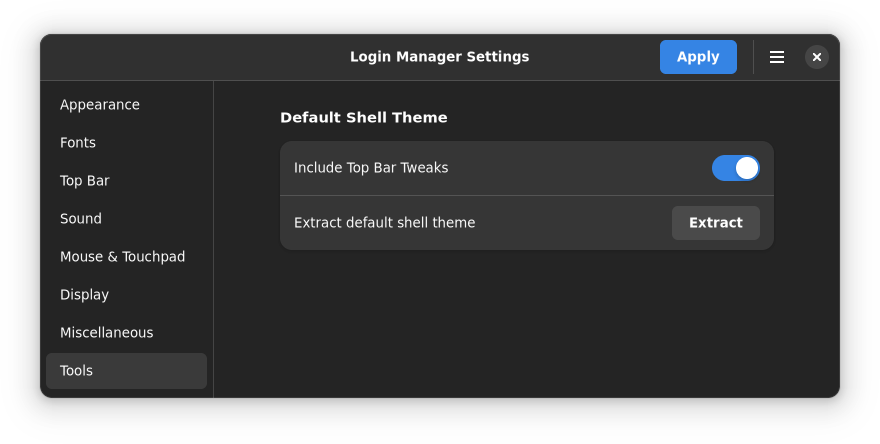 Login Manager Settings
Apply
Appearance
Fonts
Top Bar
Sound
Mouse & Touchpad
Display
Miscellaneous
Tools
Default Shell Theme
Include Top Bar Tweaks
Extract default shell theme
Extract